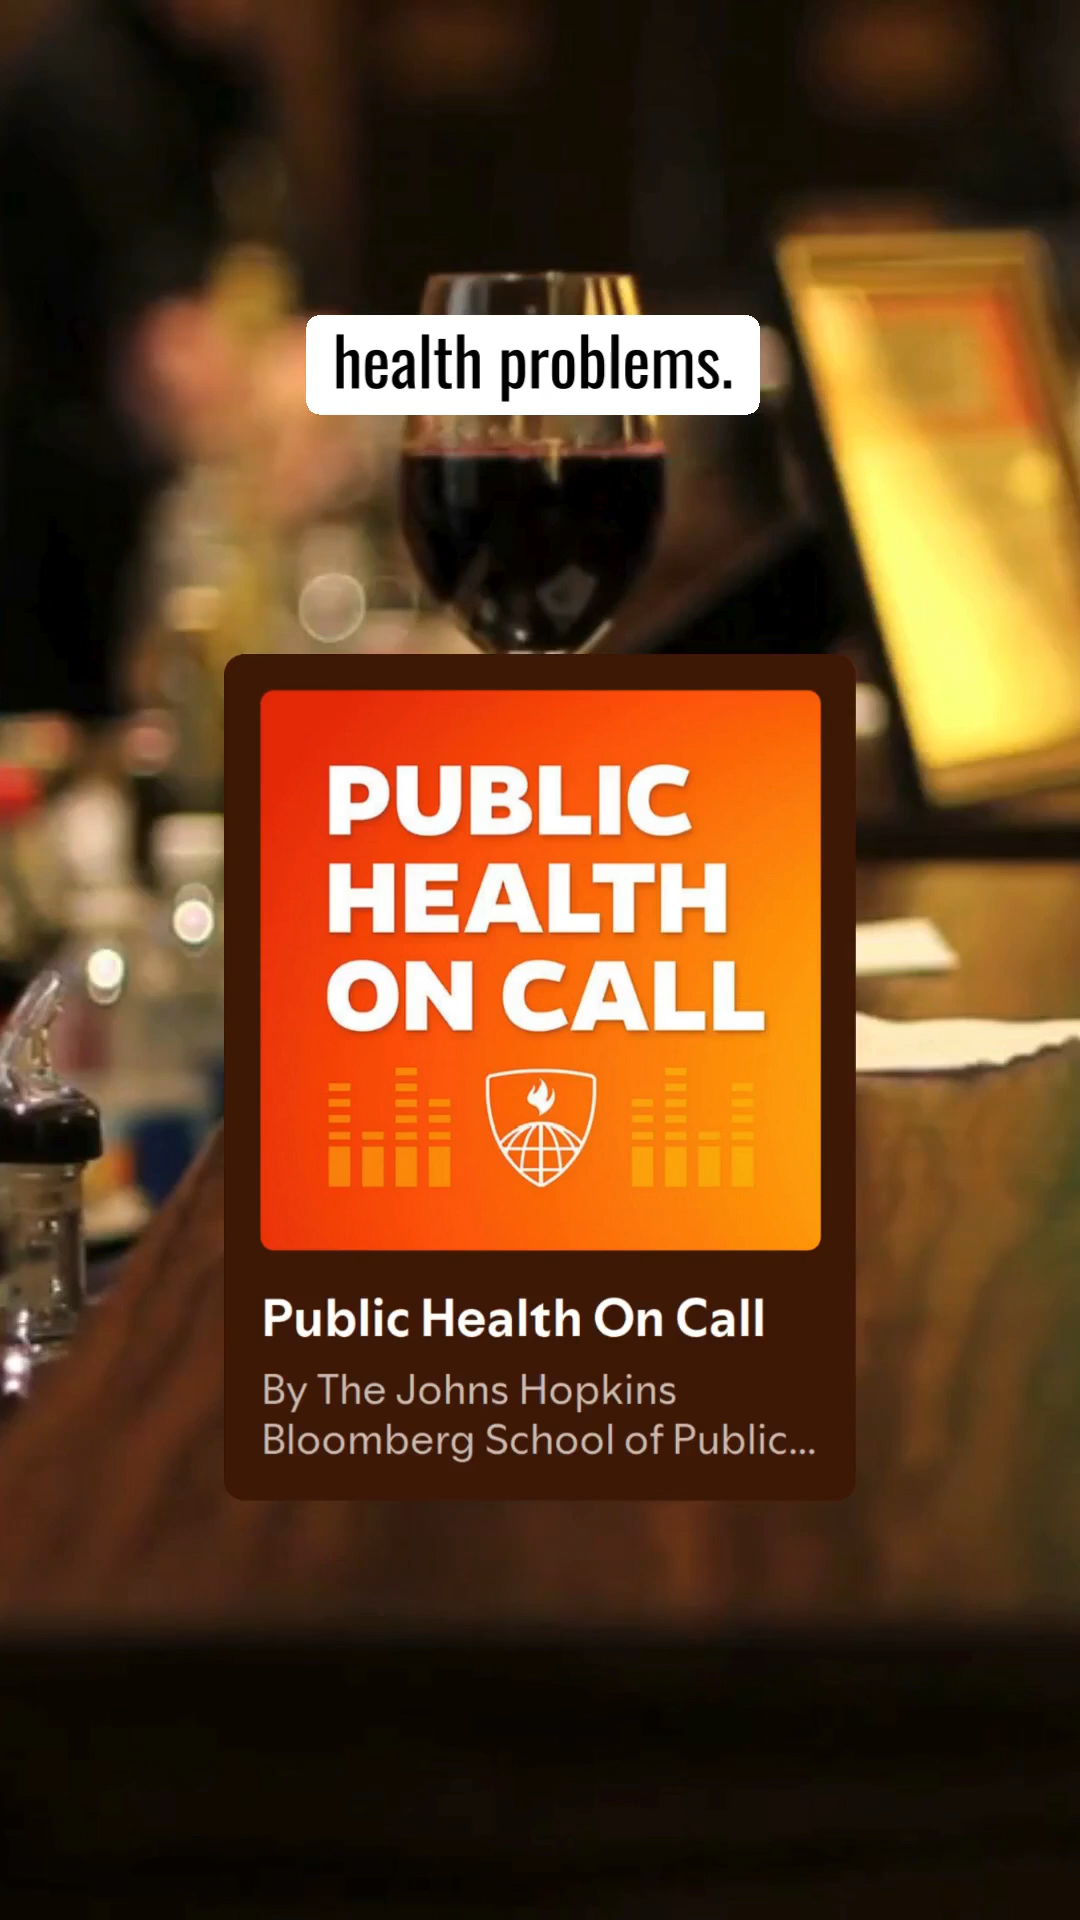 health problems.
PUBLIC
HEALTH
ON CALL
Public Health On Call
By The Johns Hopkins
Bloomberg School of Public...